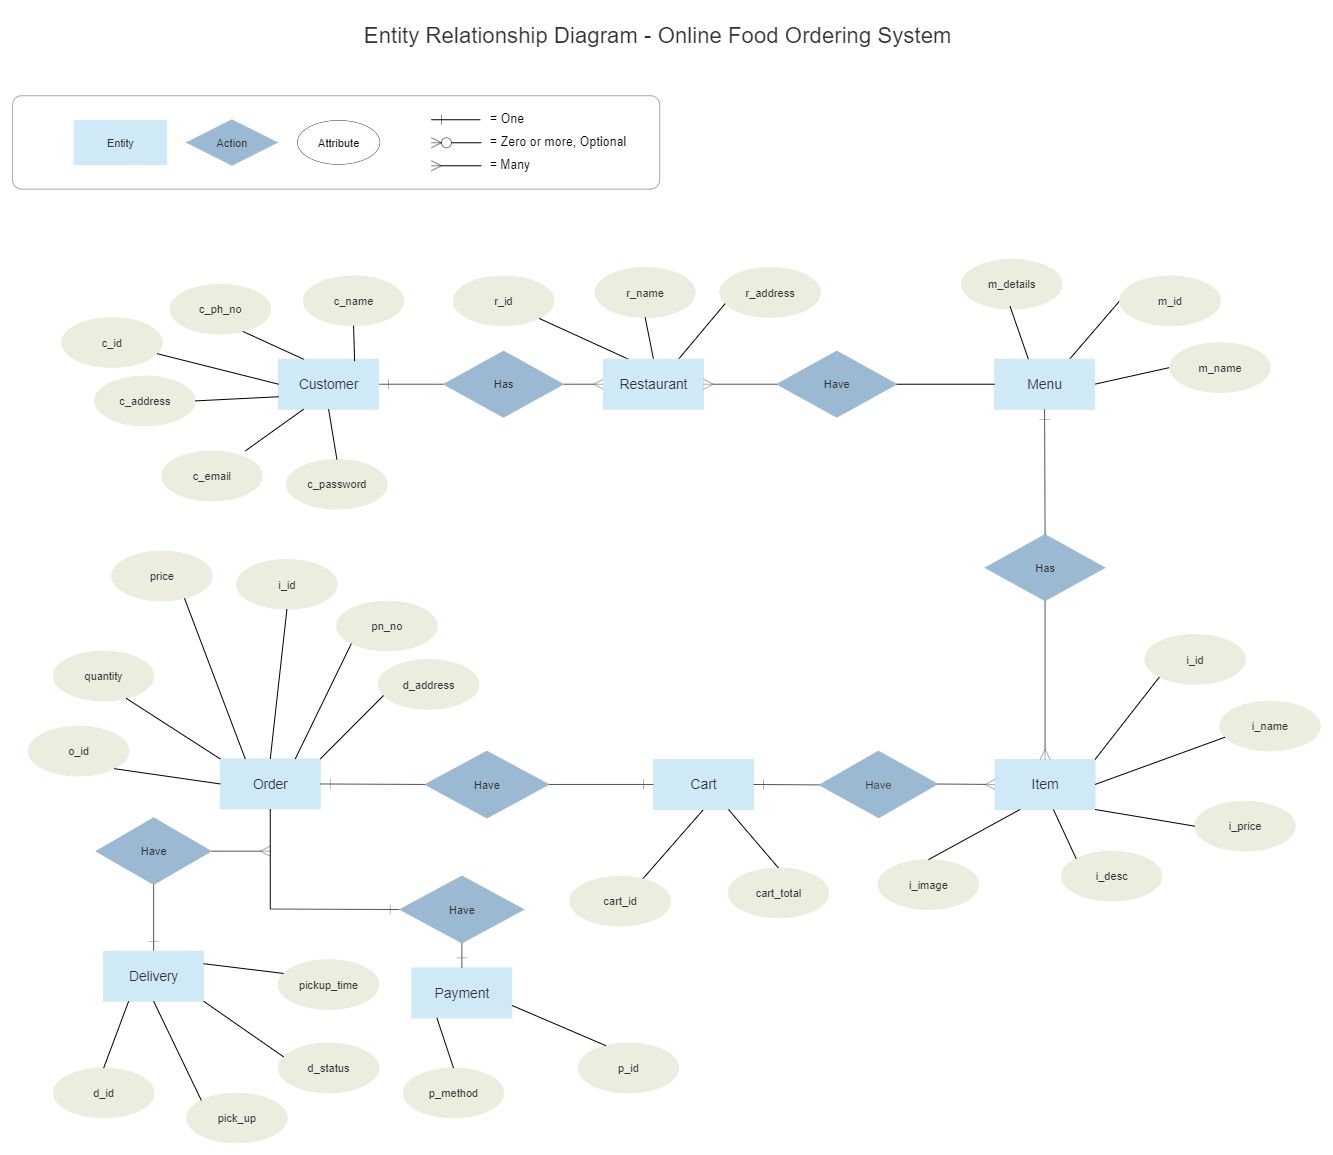 Entity Relationship Diagram - Online Food Ordering System
Entity
Action
Attribute
= One
= Zero or more, Optional
= Many
c_id
c_ph_no
c_name
c_address
c_email
c_password
Customer
Has
r_id
r_name
r_address
Restaurant
Have
m_details
m_id
m_name
Menu
Has
price
i_id
pn_no
d_address
quantity
o_id
Order
Have
Cart
cart_id
cart_total
Have
Item
i_id
i_name
i_price
i_desc
i_image
Have
Delivery
pickup_time
d_status
d_id
pick_up
Have
Payment
p_method
p_id